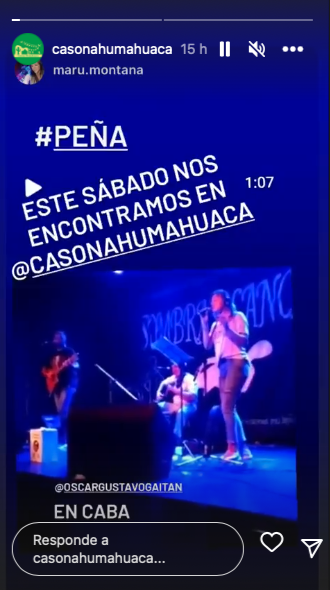 casonahumahuaca 15 h
maru.montana
#PEÑA
ESTE SÁBADO NOS
1:07
ENCONTRAMOS EN
@CASONAHUMAHUACA
@OSCARGUSTAVOGAITAN
EN CABA
Responde a
casonahumahuaca...